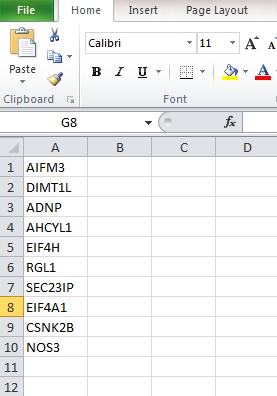 File Home Insert Page Layout
Paste
Calibri 11 A A
B I U A
Clipboard Font
G8 fx
A B C D
1 AIFM3
2 DIMT1L
3 ADNP
4 AHCYL1
5 EIF4H
6 RGL1
7 SEC23IP
8 EIF4A1
9 CSNK2B
10 NOS3
11
12